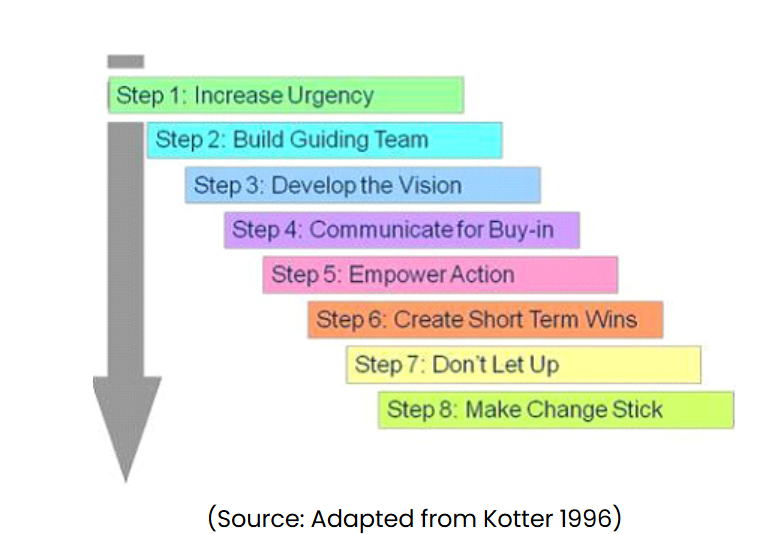 Step 1: Increase Urgency
Step 2: Build Guiding Team
Step 3: Develop the Vision
Step 4: Communicate for Buy-in
Step 5: Empower Action
Step 6: Create Short Term Wins
Step 7: Don't Let Up
Step 8: Make Change Stick
(Source: Adapted from Kotter 1996)